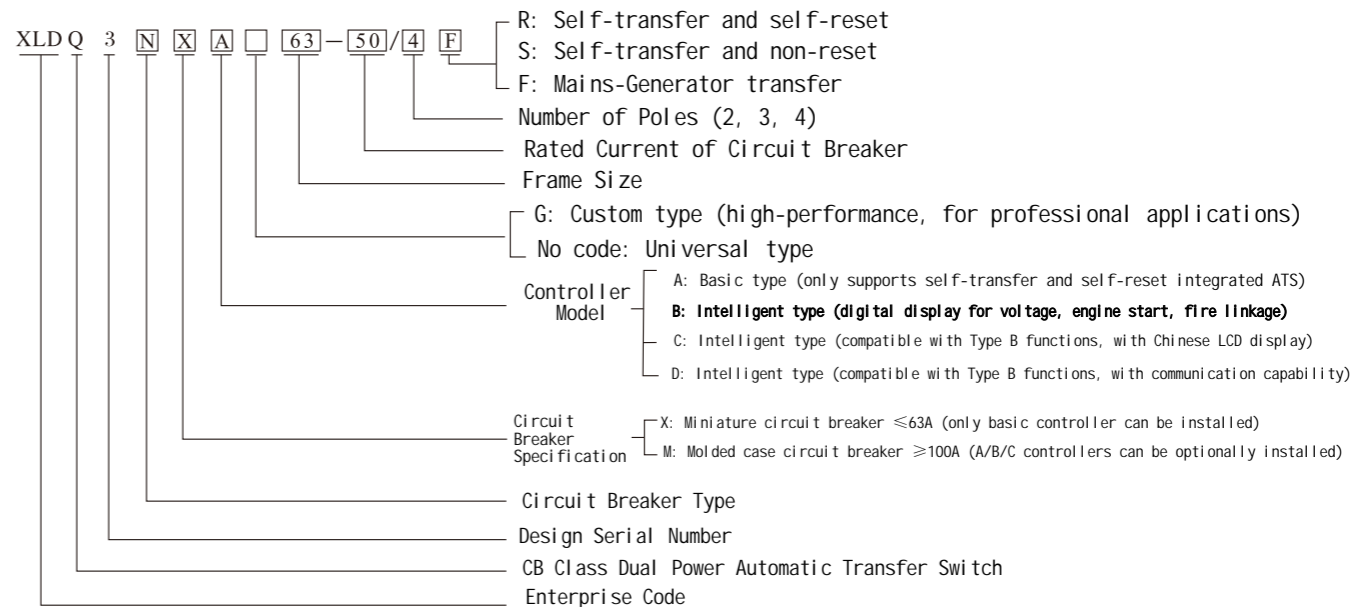 R: Self-transfer and self-reset
XLD Q 3 N X A 63-50/4 F
S: Self-transfer and non-reset
F: Mains-Generator transfer
Number of Poles (2, 3, 4)
Rated Current of Circuit Breaker
Frame Size
G: Custom type (high-performance, for professional applications)
No code: Universal type
Controller
Model
A: Basic type (only supports self-transfer and self-reset integrated ATS)
B: Intelligent type (digital display for voltage, engine start, fire linkage)
C: Intelligent type (compatible with Type B functions, with Chinese LCD display)
D: Intelligent type (compatible with Type B functions, with communication capability)
Circuit
Breaker
Specification
X: Miniature circuit breaker ≤63A (only basic controller can be installed)
M: Molded case circuit breaker ≥100A (A/B/C controllers can be optionally installed)
Circuit Breaker Type
Design Serial Number
CB Class Dual Power Automatic Transfer Switch
Enterprise Code